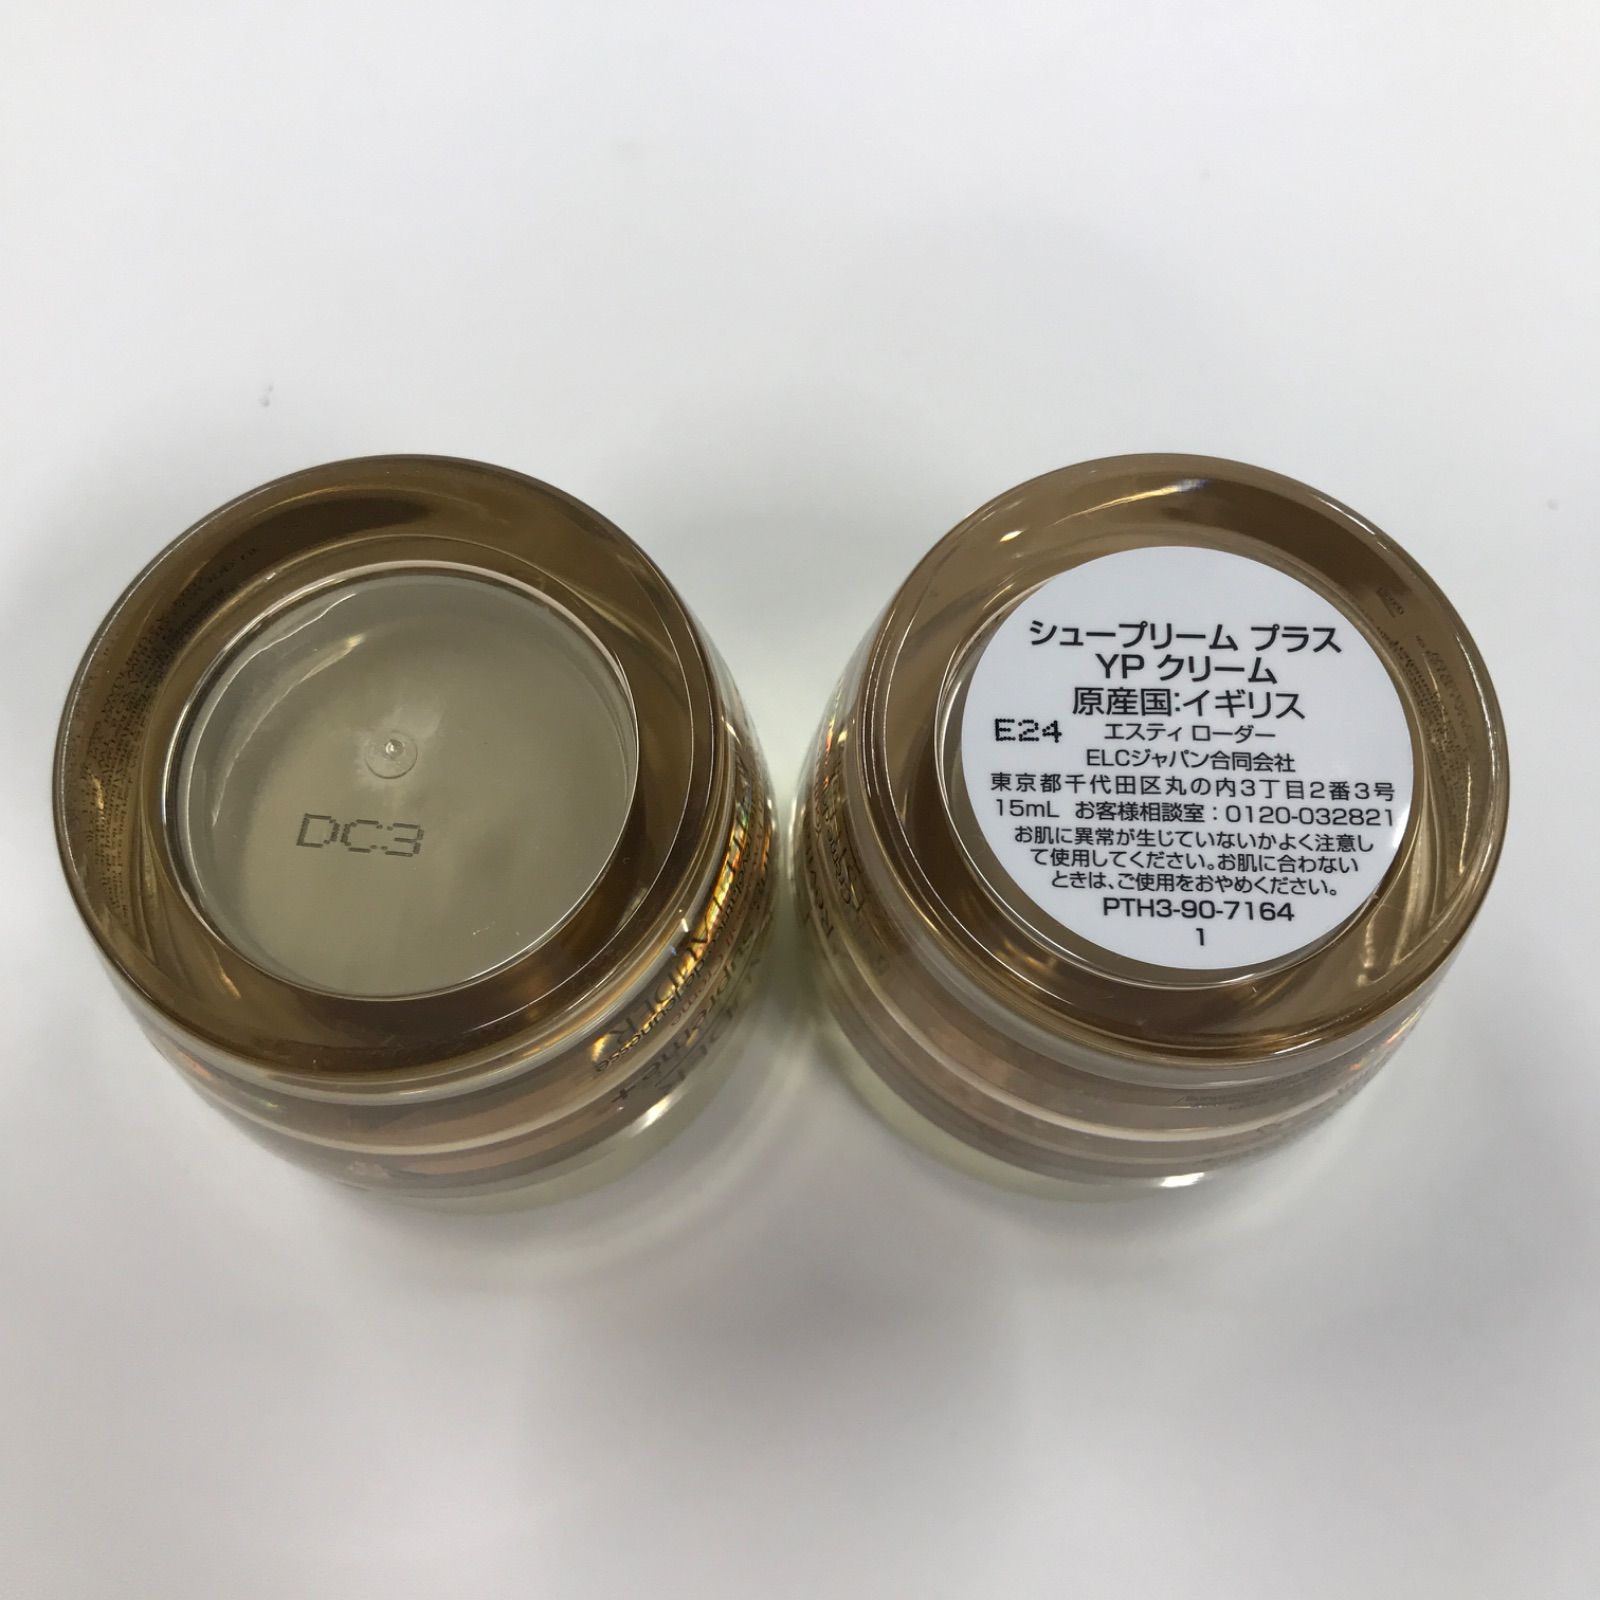 DC3
シュープリーム プラス
YP クリーム
原産国:イギリス
E24 エスティ ローダー
ELCジャパン合同会社
東京都千代田区丸の内3丁目2番3号
15mL お客様相談室:0120-032821
お肌に異常が生じていないかよく注意し
て使用してください。お肌に合わない
ときは、ご使用をおやめください。
PTH3-90-7164
1